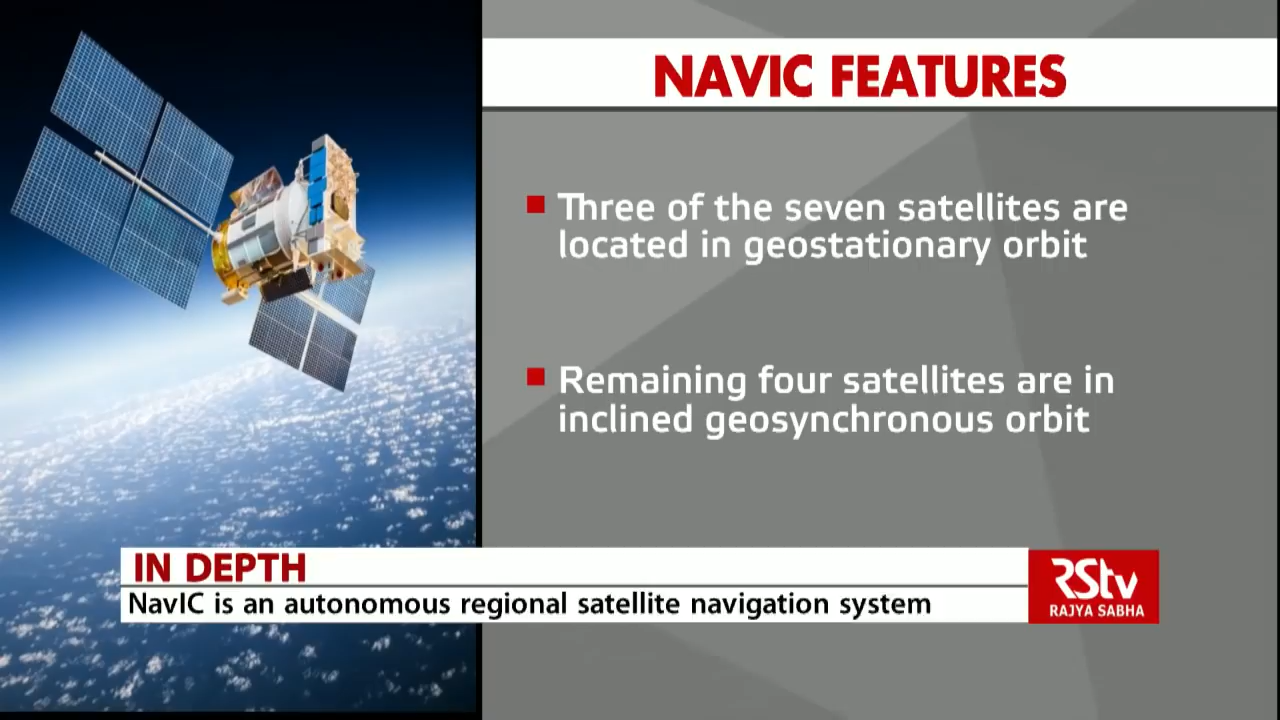 NAVIC FEATURES
Three of the seven satellites are
located in geostationary orbit
Remaining four satellites are in
inclined geosynchronous orbit
IN DEPTH
NavIC is an autonomous regional satellite navigation system
RStv
RAJYA SABHA